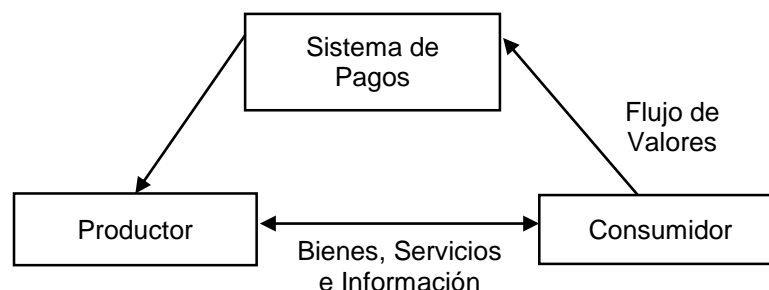 Sistema de
Pagos
Flujo de
Valores
Productor
Consumidor
Bienes, Servicios
e Información